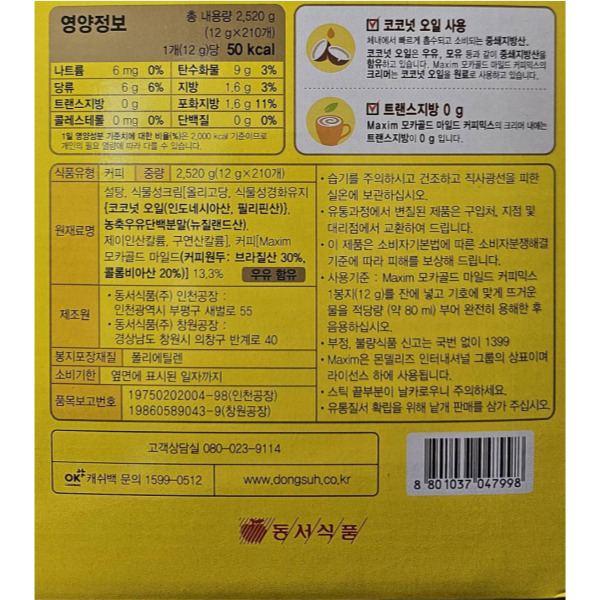 영양정보
총 내용량 2,520 g
(12 g×210개)
1개(12 g)당 50 kcal
나트륨 6 mg 0% 탄수화물 9 g 3%
당류 6 g 6% 지방 1.6 g 3%
트랜스지방 0 g 포화지방 1.6 g 11%
콜레스테롤 0 mg 0% 단백질 0 g 0%
1일 영양성분 기준치에 대한 비율(%)은 2,000 kcal 기준이므로
개인의 필요 열량에 따라 다를 수 있습니다.
코코넛 오일 사용
체내에서 빠르게 흡수되고 소비되는 중쇄지방산.
코코넛 오일은 우유, 모유 등과 같이 중쇄지방산을
함유하고 있습니다. Maxim 모카골드 마일드 커피믹스의
크리머는 코코넛 오일을 원료로 사용하고 있습니다.
트랜스지방 0 g
Maxim 모카골드 마일드 커피믹스의 크리머 내에는
트랜스지방이 0 g 입니다.
식품유형 커피 중량 2,520 g(12 g×210개)
원재료명
설탕, 식물성크림[올리고당, 식물성경화유지
{코코넛 오일(인도네시아산, 필리핀산)},
농축우유단백분말(뉴질랜드산),
제이인산칼륨, 구연산칼륨], 커피[Maxim
모카골드 마일드(커피원두: 브라질산 30%,
콜롬비아산 20%)] 13,3% 우유 함유
제조원
・동서식품(주) 인천공장 :
인천광역시 부평구 새벌로 55
・동서식품(주) 창원공장 :
경상남도 창원시 의창구 반계로 40
봉지포장재질 폴리에틸렌
소비기한 옆면에 표시된 일자까지
품목보고번호
19750202004-98(인천공장)
19860589043-9(창원공장)
・습기를 주의하시고 건조하고 직사광선을 피한
실온에 보관하십시오.
・유통과정에서 변질된 제품은 구입처, 지점 및
대리점에서 교환하여 드립니다.
・이 제품은 소비자기본법에 따른 소비자분쟁해결
기준에 따라 피해를 보상해 드립니다.
・사용기준 : Maxim 모카골드 마일드 커피믹스
1봉지(12 g)를 잔에 넣고 기호에 맞게 뜨거운
물을 적당량 (약 80 ml) 부어 완전히 용해한 후
음용하십시오.
・부정, 불량식품 신고는 국번 없이 1399
・Maxim은 몬델리즈 인터내셔널 그룹의 상표이며
라이선스 하에 사용됩니다.
・스틱 끝부분이 날카로우니 주의하세요.
・유통질서 확립을 위해 낱개 판매를 삼가 주십시오.
고객상담실 080-023-9114
OK 캐쉬백 문의 1599-0512
www.dongsuh.co.kr
8 801037 047998
동서식품